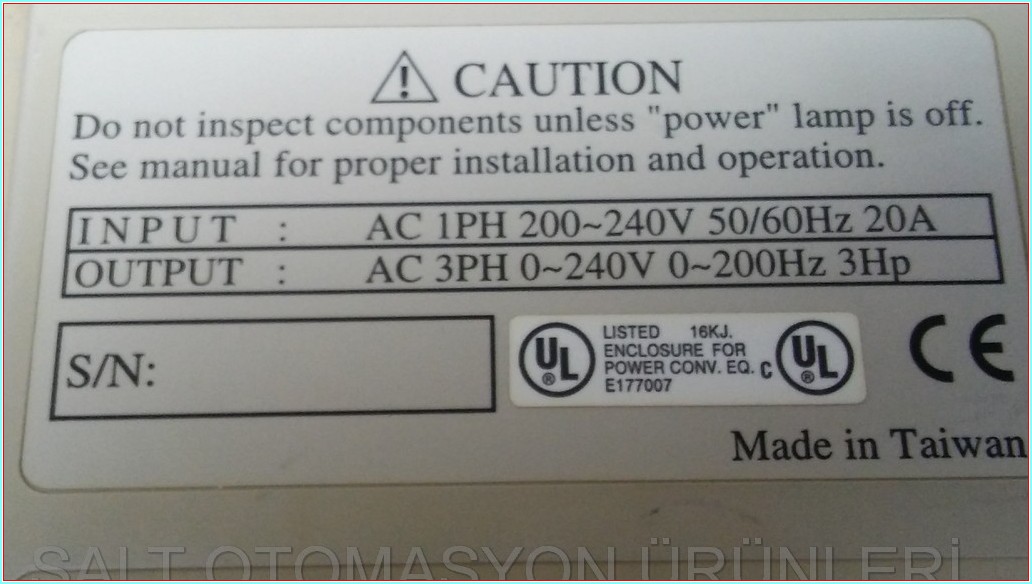 CAUTION
Do not inspect components unless "power" lamp is off.
See manual for proper installation and operation.
INPUT : AC 1PH 200~240V 50/60Hz 20A
OUTPUT : AC 3PH 0~240V 0~200Hz 3Hp
S/N:
UL ®
LISTED 16KJ.
ENCLOSURE FOR
POWER CONV. EQ.
E177007
C UL ®
CE
Made in Taiwan
SALT OTOMASYON ÜRÜNLERİ